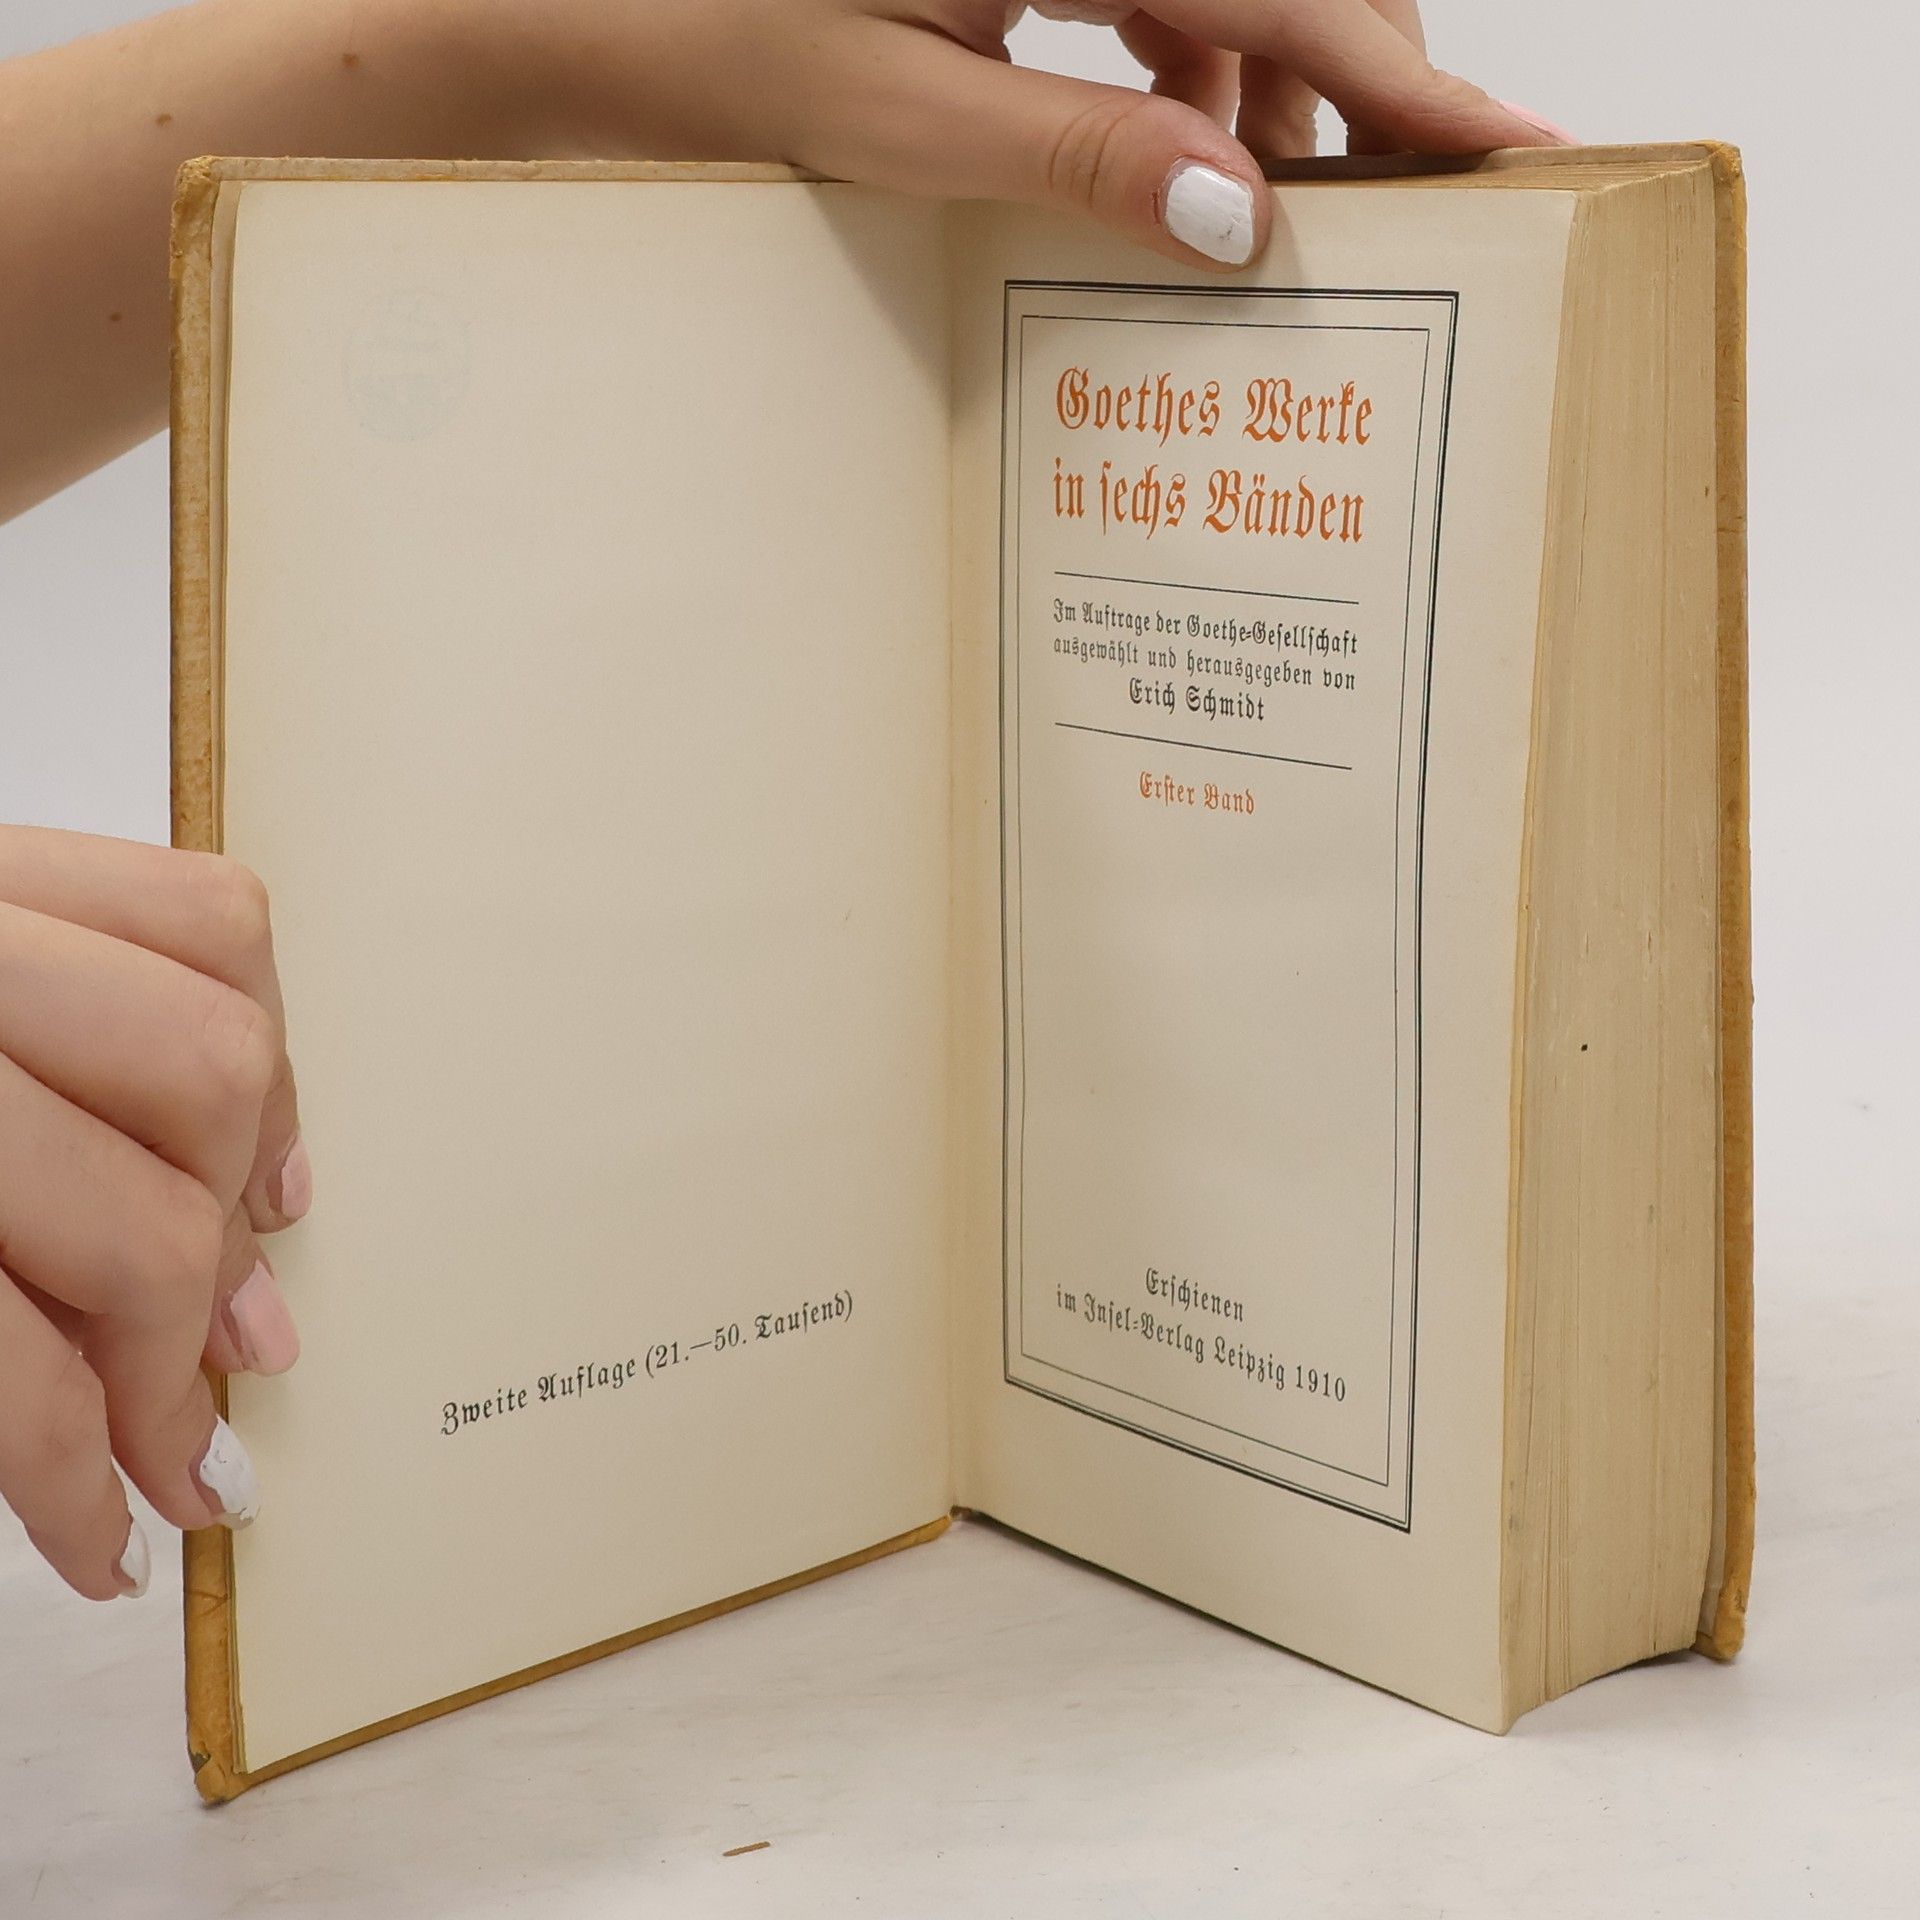 Zweite Auflage (21.—50. Tausend)
Goethes Werke
in sechs Bänden
Im Auftrage der Goethe-Gesellschaft
ausgewählt und herausgegeben von
Erich Schmidt
Erster Band
Erschienen
im Insel-Verlag Leipzig 1910